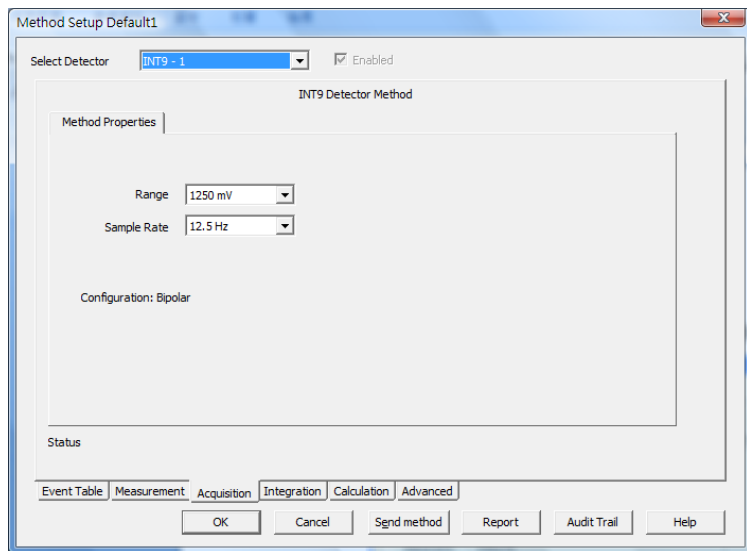 Method Setup Default1
Select Detector INT9 - 1 Enabled
INT9 Detector Method
Method Properties
Range 1250 mV
Sample Rate 12.5 Hz
Configuration: Bipolar
Status
Event Table Measurement Acquisition Integration Calculation Advanced
OK Cancel Send method Report Audit Trail Help